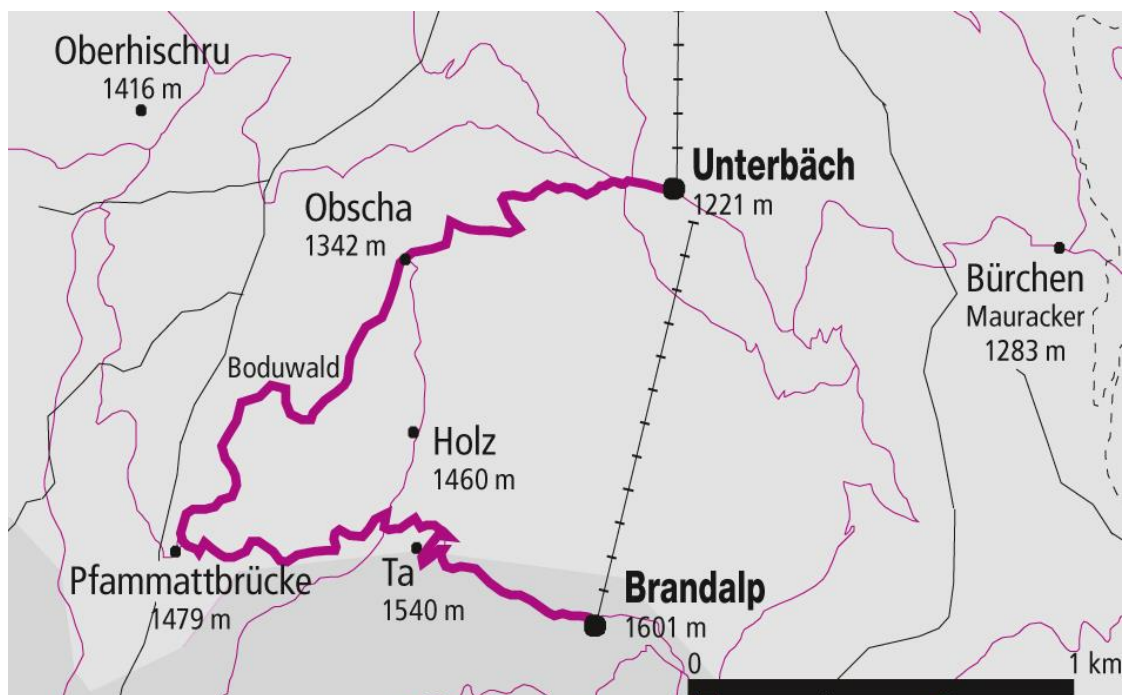 Oberhischru
1416 m
Unterbäch
1221 m
Obscha
1342 m
Bürchen
Mauracker
1283 m
Boduwald
Holz
1460 m
Pfammattbrücke
1479 m
Ta
1540 m
Brandalp
1601 m
0 1 km